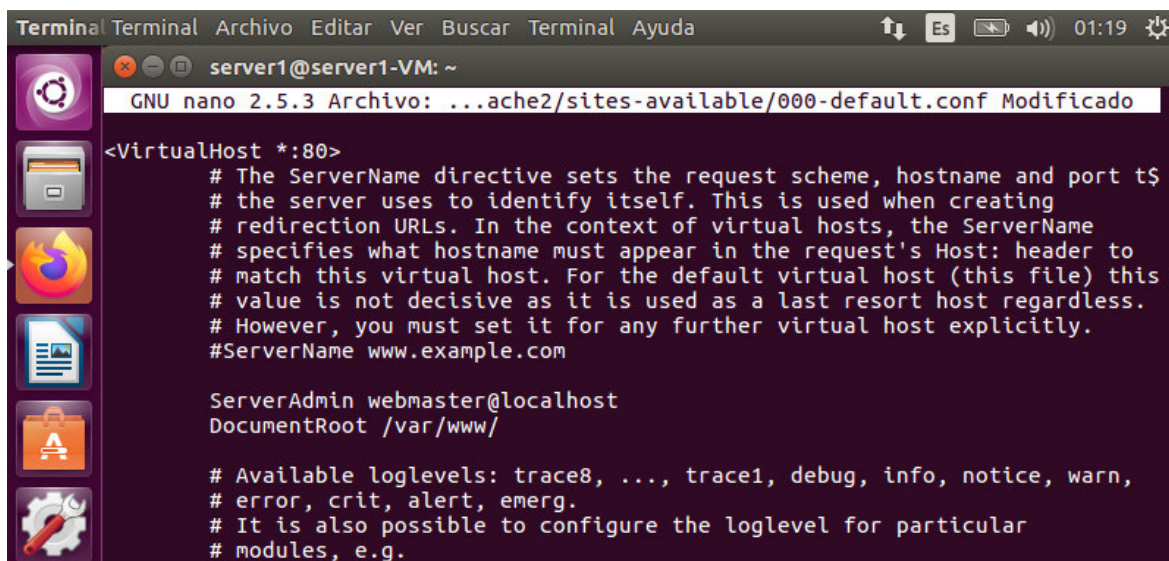 Terminal Terminal Archivo Editar Ver Buscar Terminal Ayuda Es 01:19
server1@server1-VM: ~
GNU nano 2.5.3 Archivo: ...ache2/sites-available/000-default.conf Modificado
<VirtualHost *:80>
# The ServerName directive sets the request scheme, hostname and port t$
# the server uses to identify itself. This is used when creating
# redirection URLs. In the context of virtual hosts, the ServerName
# specifies what hostname must appear in the request's Host: header to
# match this virtual host. For the default virtual host (this file) this
# value is not decisive as it is used as a last resort host regardless.
# However, you must set it for any further virtual host explicitly.
#ServerName www.example.com
ServerAdmin webmaster@localhost
DocumentRoot /var/www/
# Available loglevels: trace8, ..., trace1, debug, info, notice, warn,
# error, crit, alert, emerg.
# It is also possible to configure the loglevel for particular
# modules, e.g.